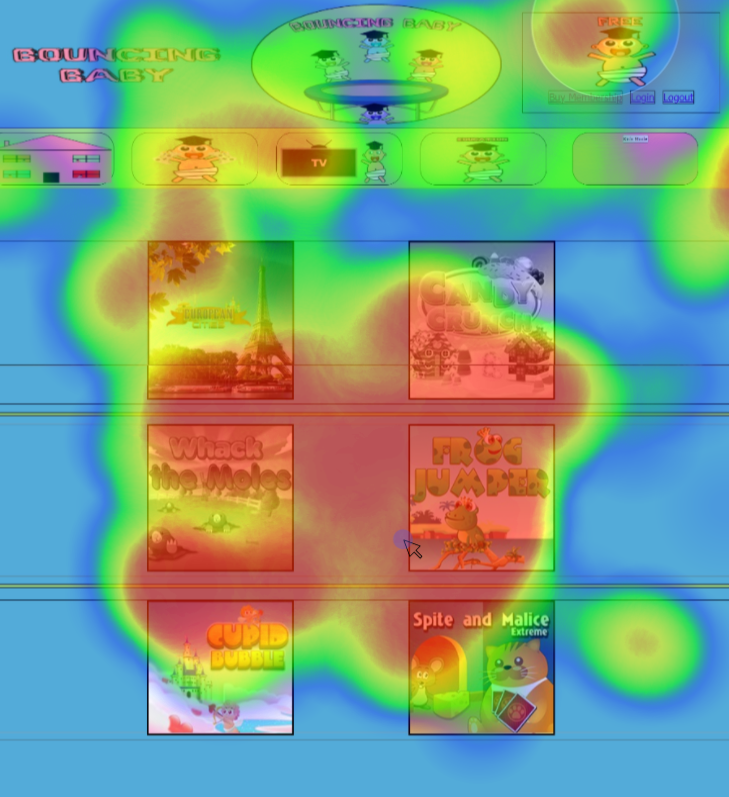 BOUNCING BABY
FREE
BOUNCING
BABY
Buy Membership Login Logout
TV
CANDY
CRUNCH
Whack
the Moles
FROG
JUMPER
CUPID
BUBBLE
Spite and Malice
Extreme